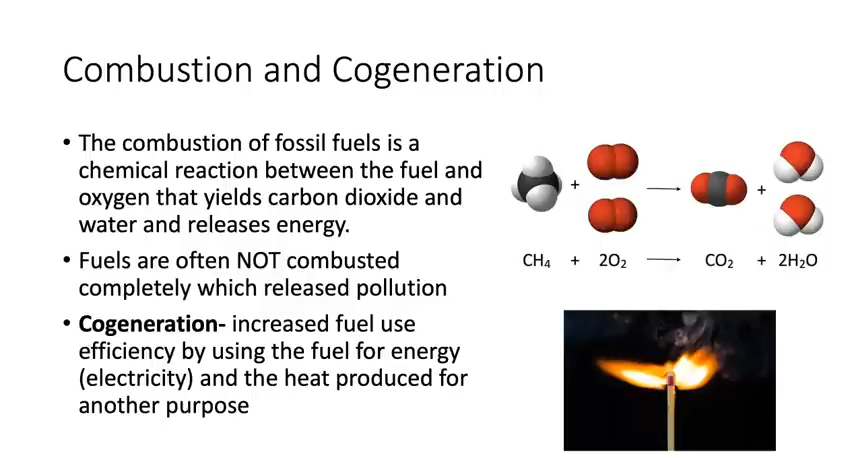 Combustion and Cogeneration
• The combustion of fossil fuels is a
chemical reaction between the fuel and
oxygen that yields carbon dioxide and
water and releases energy.
• Fuels are often NOT combusted
completely which released pollution
• Cogeneration- increased fuel use
efficiency by using the fuel for energy
(electricity) and the heat produced for
another purpose
+ → +
CH₄ + 2O₂ → CO₂ + 2H₂O